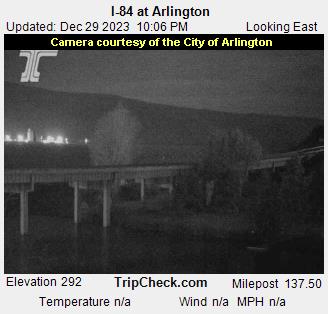 I-84 at Arlington
Updated: Dec 29 2023 10:06 PM Looking East
Camera courtesy of the City of Arlington
Elevation 292 TripCheck.com Milepost 137.50
Temperature n/a Wind n/a MPH n/a